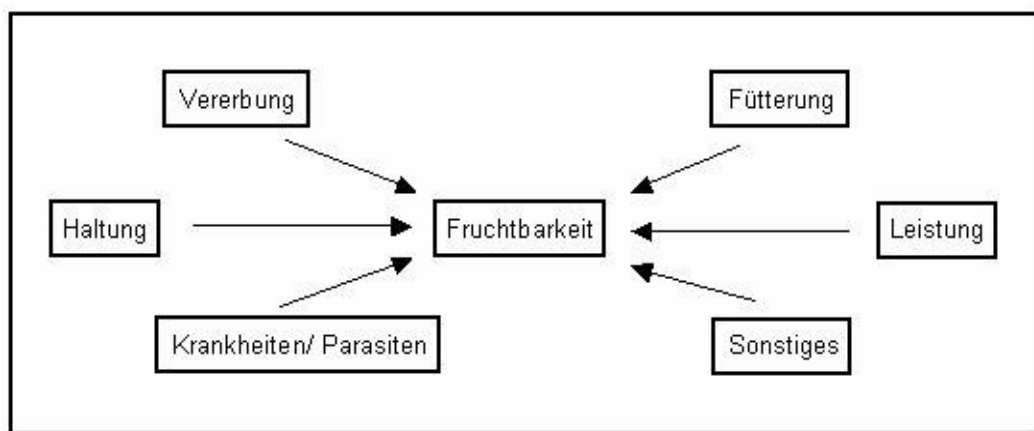 Vererbung
Fütterung
Haltung
Fruchtbarkeit
Leistung
Krankheiten/ Parasiten
Sonstiges